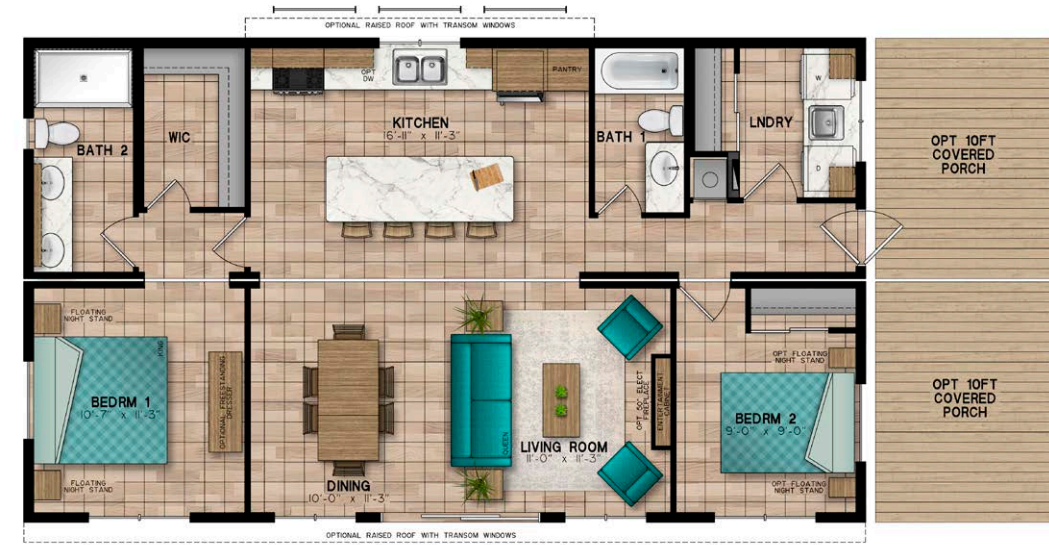 OPTIONAL RAISED ROOF WITH TRANSOM WINDOWS
BATH 2
WIC
OPT
DW
PANTRY
KITCHEN
16'-11" x 11'-3"
BATH 1
LNDRY
W
D
OPT 10FT
COVERED
PORCH
FLOATING
NIGHT STAND
KING
BEDRM 1
10'-7" x 11'-3"
OPTIONAL FREESTANDING
DRESSER
FLOATING
NIGHT STAND
DINING
10'-0" x 11'-3"
QUEEN
LIVING ROOM
11'-0" x 11'-3"
OPT 50" ELECT
FIREPLACE
ENTERTAINMENT
CABINET
OPT FLOATING
NIGHT STAND
BEDRM 2
9'-0" x 9'-0"
OPT FLOATING
NIGHT STAND
OPT 10FT
COVERED
PORCH
OPTIONAL RAISED ROOF WITH TRANSOM WINDOWS